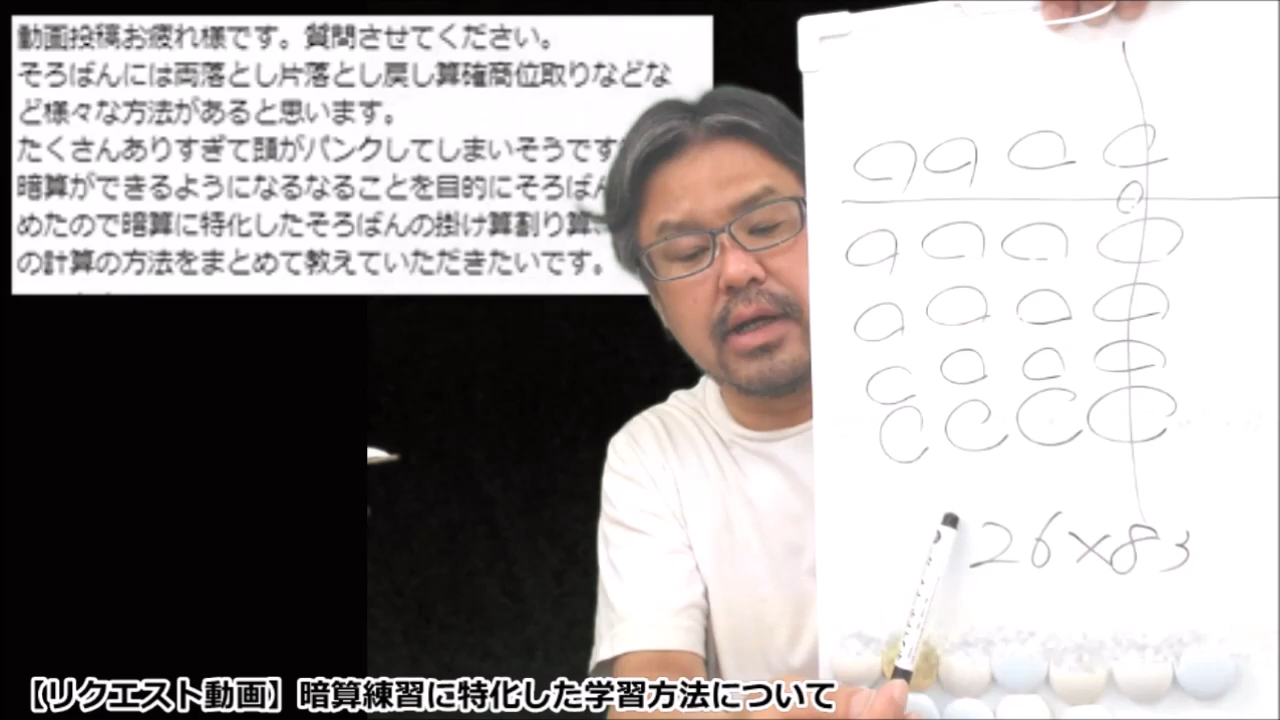 動画投稿お疲れ様です。質問させてください。
そろばんには両落とし片落とし戻し算確商位取りなどな
ど様々な方法があると思います。
たくさんありすぎて頭がパンクしてしまいそうです
暗算ができるようになるなることを目的にそろばん
めたので暗算に特化したそろばんの掛け算割り算、
の計算の方法をまとめて教えていただきたいです。
26×83
【リクエスト動画】暗算練習に特化した学習方法について